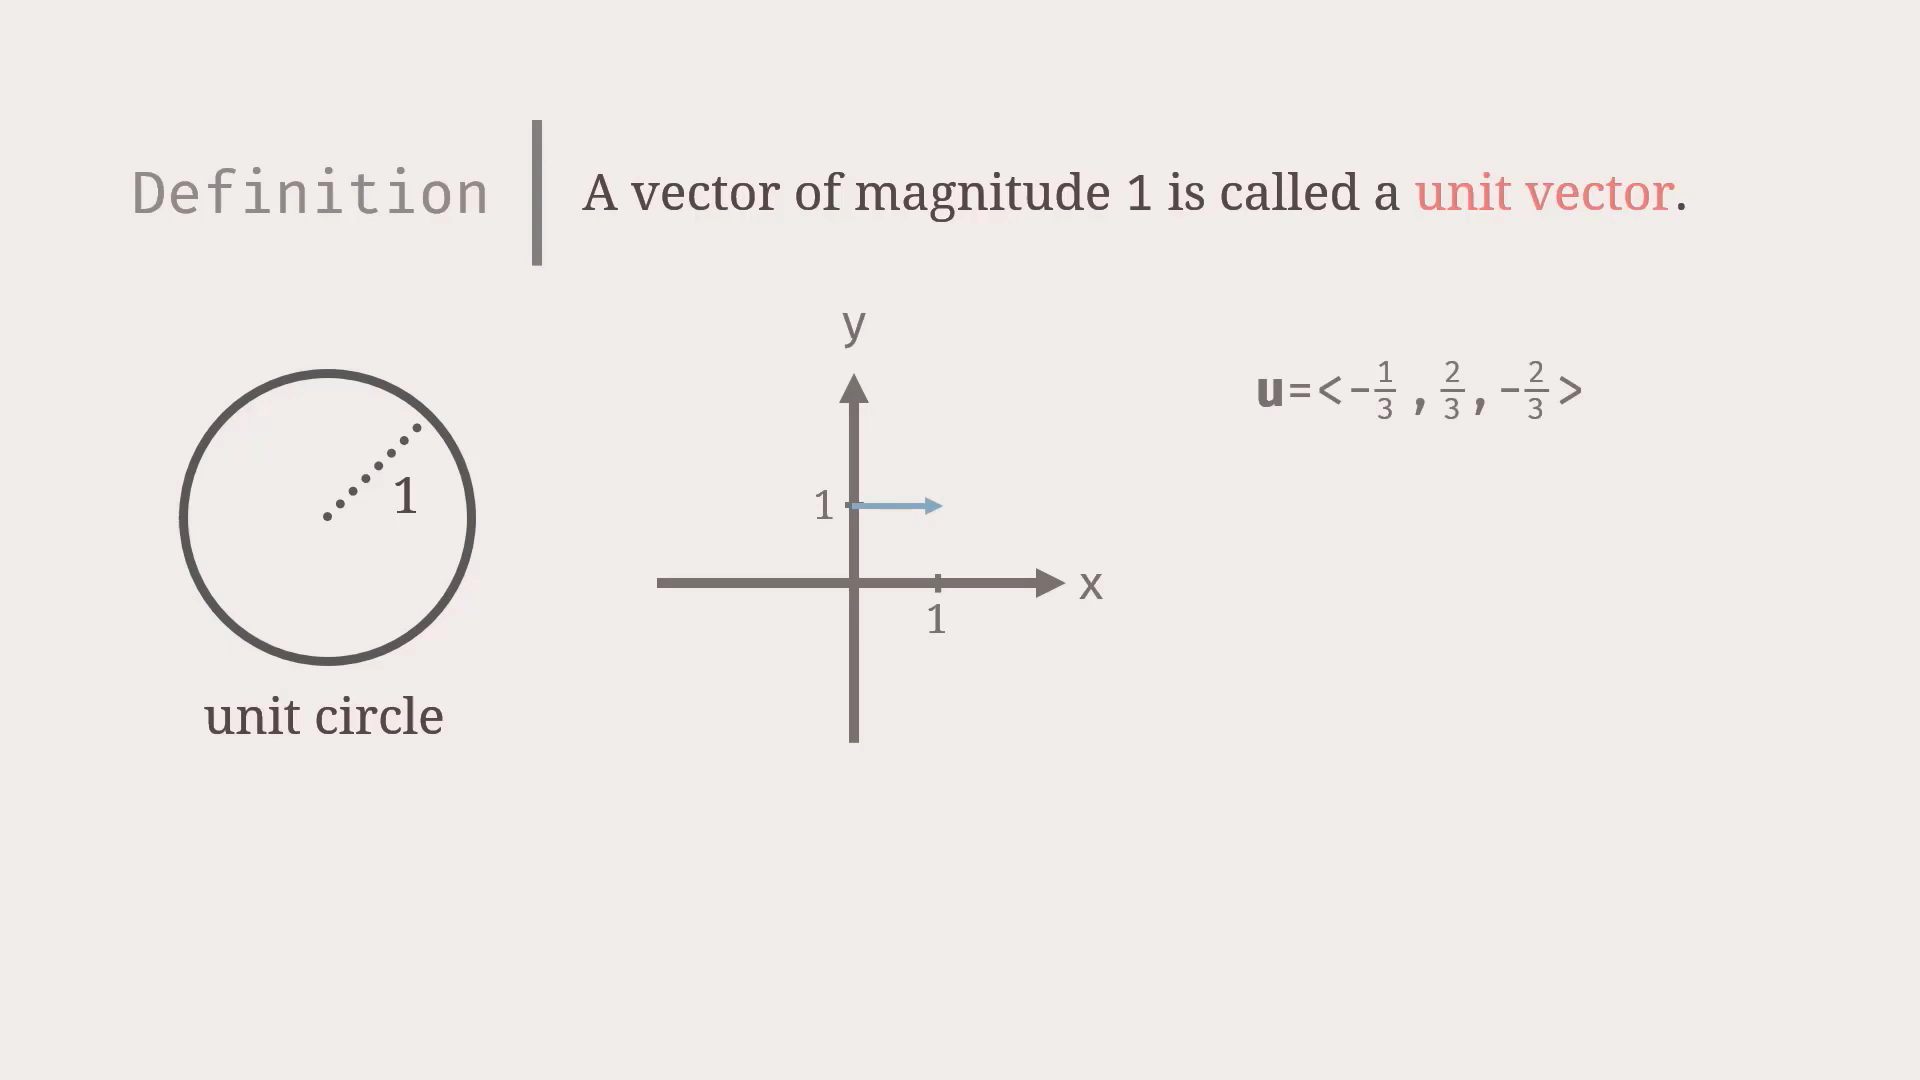 Definition
A vector of magnitude 1 is called a unit vector.
y
u=<-1/3, 2/3, -2/3>
1
1
x
1
unit circle